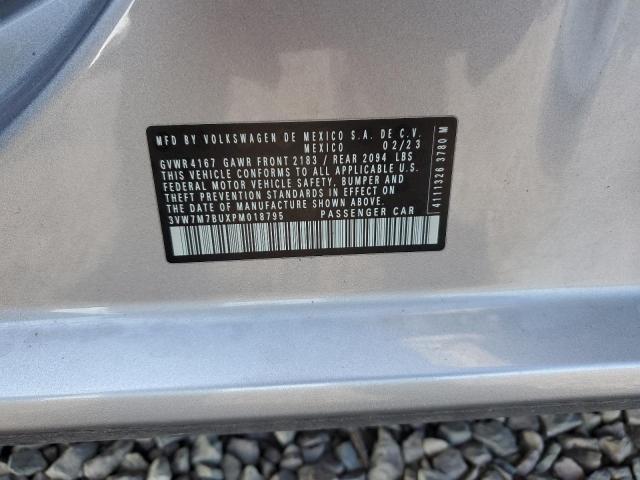 MFD BY VOLKSWAGEN DE MEXICO S.A. DE C.V.
MEXICO 02/23
GVWR 4167 GAWR FRONT 2183 / REAR 2094 LBS
THIS VEHICLE CONFORMS TO ALL APPLICABLE U.S.
FEDERAL MOTOR VEHICLE SAFETY, BUMPER AND
THEFT PREVENTION STANDARDS IN EFFECT ON
THE DATE OF MANUFACTURE SHOWN ABOVE.
3VW7M7BUXPM018795 PASSENGER CAR
4111326 3780 M